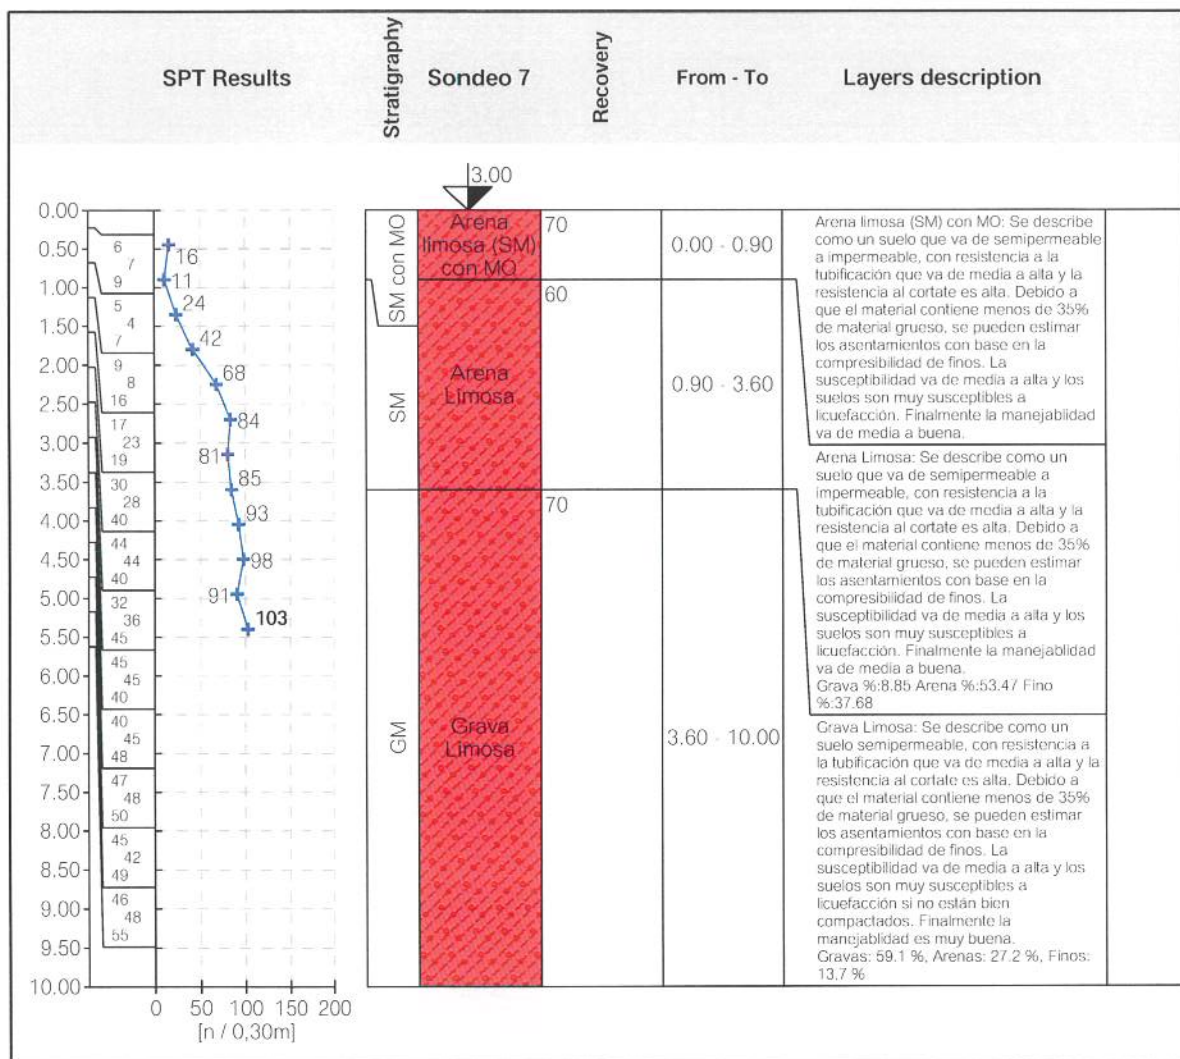 SPT Results
Stratigraphy
Sondeo 7
Recovery
From - To
Layers description
3.00
0.00
0.50
1.00
1.50
2.00
2.50
3.00
3.50
4.00
4.50
5.00
5.50
6.00
6.50
7.00
7.50
8.00
8.50
9.00
9.50
10.00
6
7
9
5
4
7
9
8
16
17
23
19
30
28
40
44
44
40
32
36
45
45
45
40
40
45
48
47
48
50
45
42
49
46
48
55
16
11
24
42
68
84
81
85
93
98
91
103
0 50 100 150 200
[n / 0,30m]
SM con MO
SM
GM
Arena
limosa (SM)
con MO
Arena
Limosa
Grava
Limosa
70
60
70
0.00 - 0.90
0.90 - 3.60
3.60 - 10.00
Arena limosa (SM) con MO: Se describe
como un suelo que va de semipermeable
a impermeable, con resistencia a la
tubificación que va de media a alta y la
resistencia al cortate es alta. Debido a
que el material contiene menos de 35%
de material grueso, se pueden estimar
los asentamientos con base en la
compresibilidad de finos. La
susceptibilidad va de media a alta y los
suelos son muy susceptibles a
licuefacción. Finalmente la manejablidad
va de media a buena.
Arena Limosa: Se describe como un
suelo que va de semipermeable a
impermeable, con resistencia a la
tubificación que va de media a alta y la
resistencia al cortate es alta. Debido a
que el material contiene menos de 35%
de material grueso, se pueden estimar
los asentamientos con base en la
compresibilidad de finos. La
susceptibilidad va de media a alta y los
suelos son muy susceptibles a
licuefacción. Finalmente la manejablidad
va de media a buena.
Grava %:8.85 Arena %:53.47 Fino
%:37.68
Grava Limosa: Se describe como un
suelo semipermeable, con resistencia a
la tubificación que va de media a alta y la
resistencia al cortate es alta. Debido a
que el material contiene menos de 35%
de material grueso, se pueden estimar
los asentamientos con base en la
compresibilidad de finos. La
susceptibilidad va de media a alta y los
suelos son muy susceptibles a
licuefacción si no están bien
compactados. Finalmente la
manejablidad es muy buena.
Gravas: 59.1 %, Arenas: 27.2 %, Finos:
13.7 %